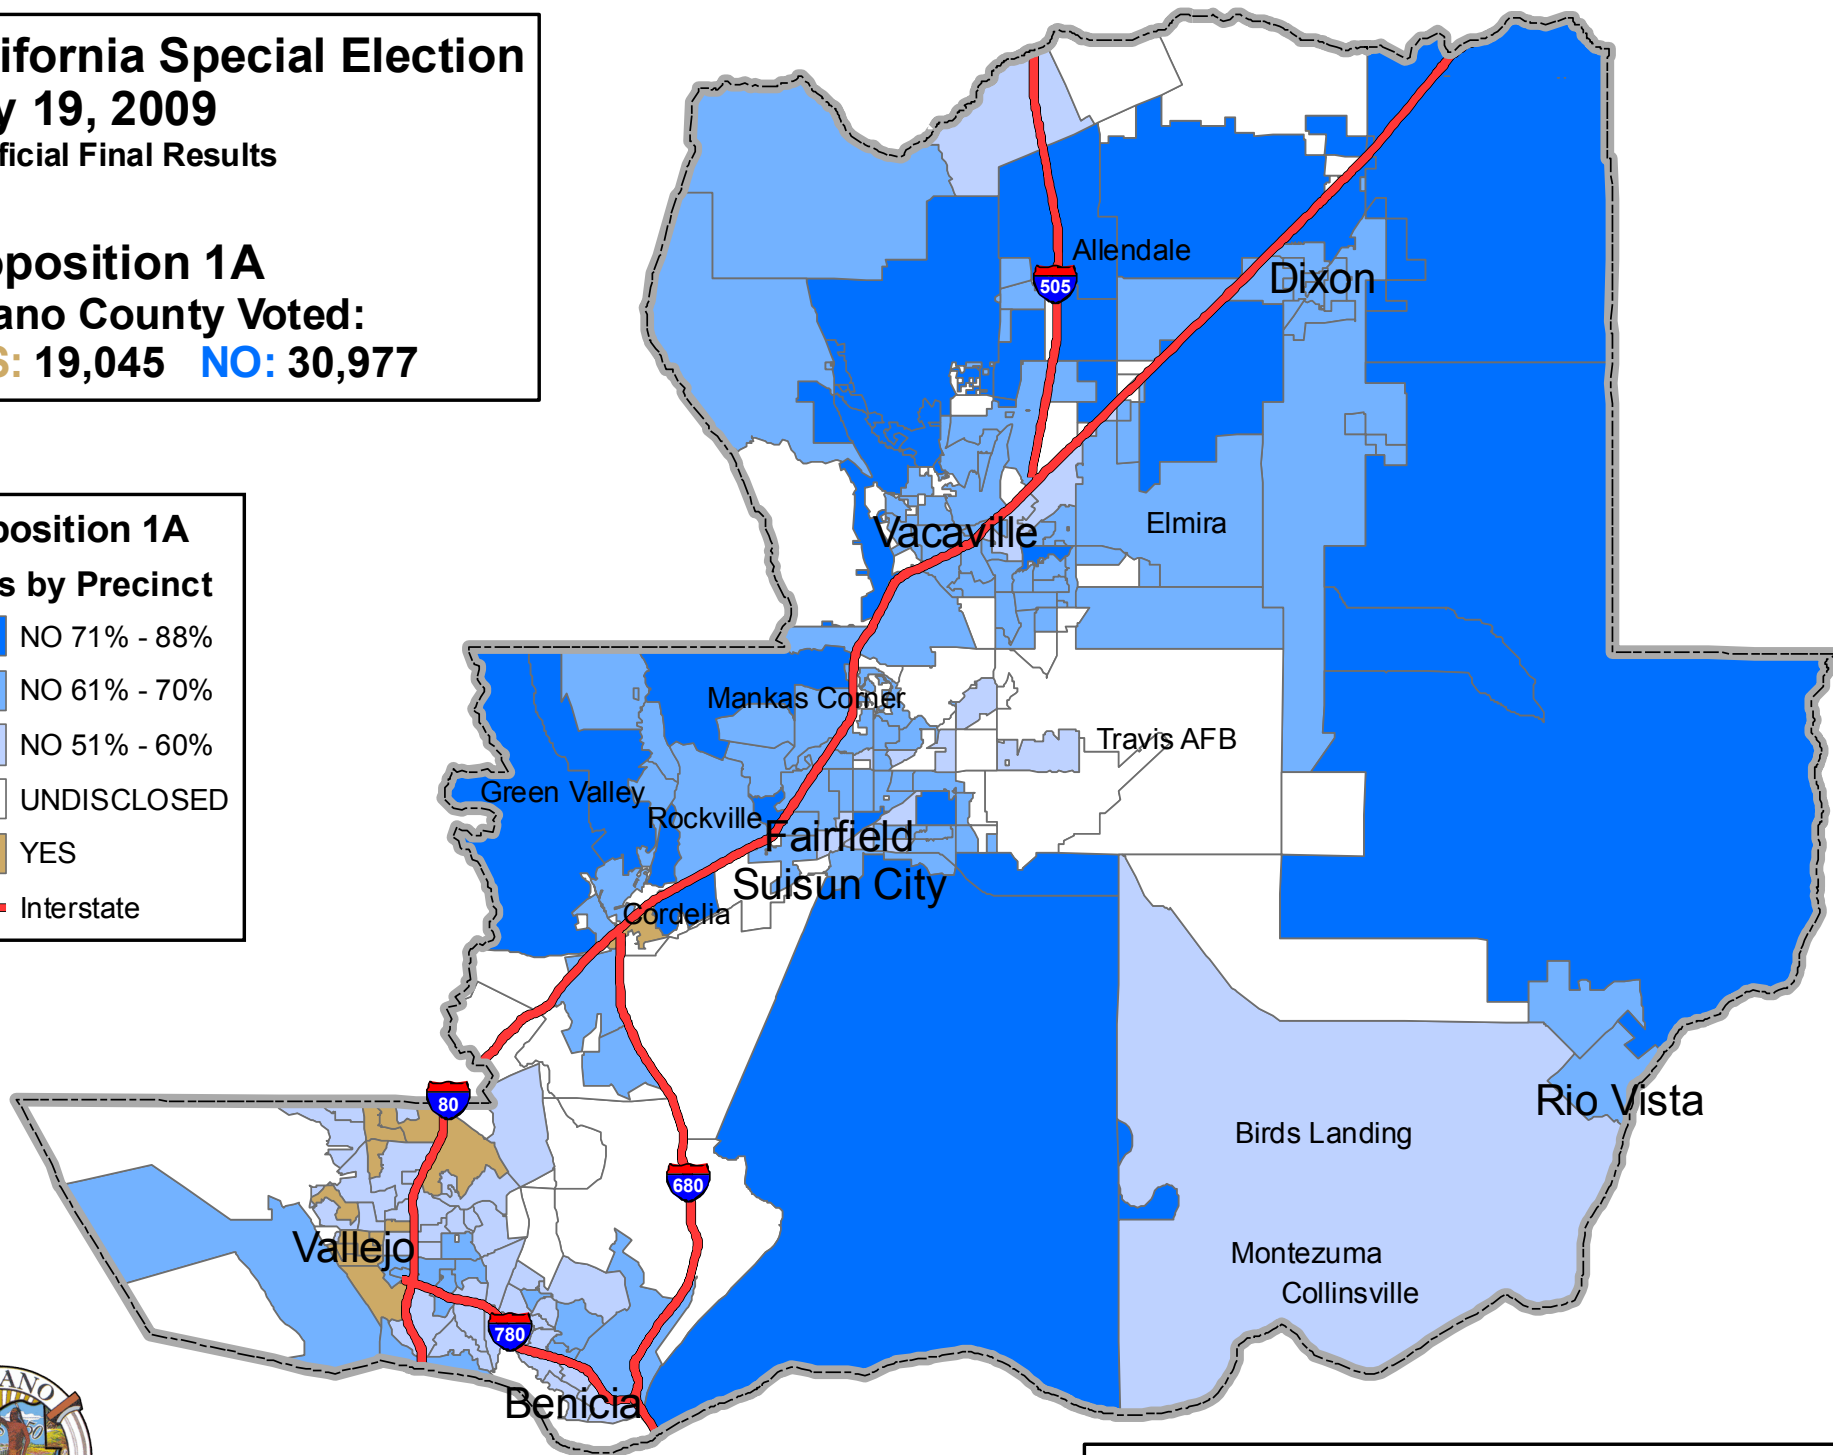 ifornia Special Election
y 19, 2009
ficial Final Results
position 1A
ano County Voted:
S: 19,045 NO: 30,977
position 1A
s by Precinct
NO 71% - 88%
NO 61% - 70%
NO 51% - 60%
UNDISCLOSED
YES
Interstate
Allendale
505
Dixon
Vacaville
Elmira
Mankas Corner
Travis AFB
Green Valley
Rockville
Fairfield
Suisun City
Cordelia
80
Rio Vista
Birds Landing
680
Vallejo
Montezuma
Collinsville
780
Benicia
ANO
50